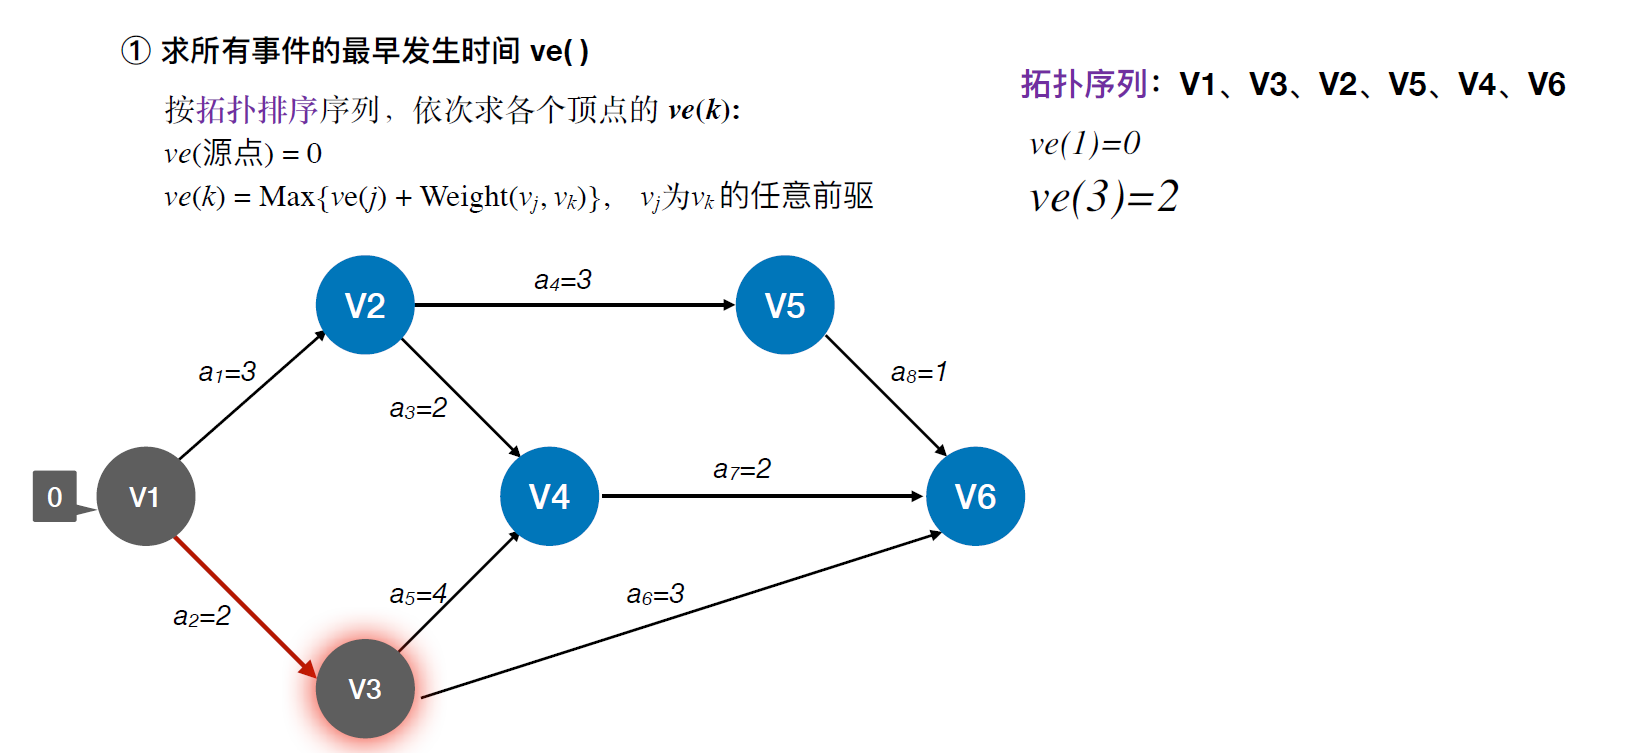 ① 求所有事件的最早发生时间 ve( )
按拓扑排序序列，依次求各个顶点的 ve(k):
ve(源点) = 0
ve(k) = Max{ve(j) + Weight(vj, vk)}, vj为vk的任意前驱
拓扑序列：V1、V3、V2、V5、V4、V6
ve(1)=0
ve(3)=2
V2
a4=3
V5
a1=3
a3=2
a8=1
0
V1
V4
a7=2
V6
a2=2
a5=4
a6=3
V3